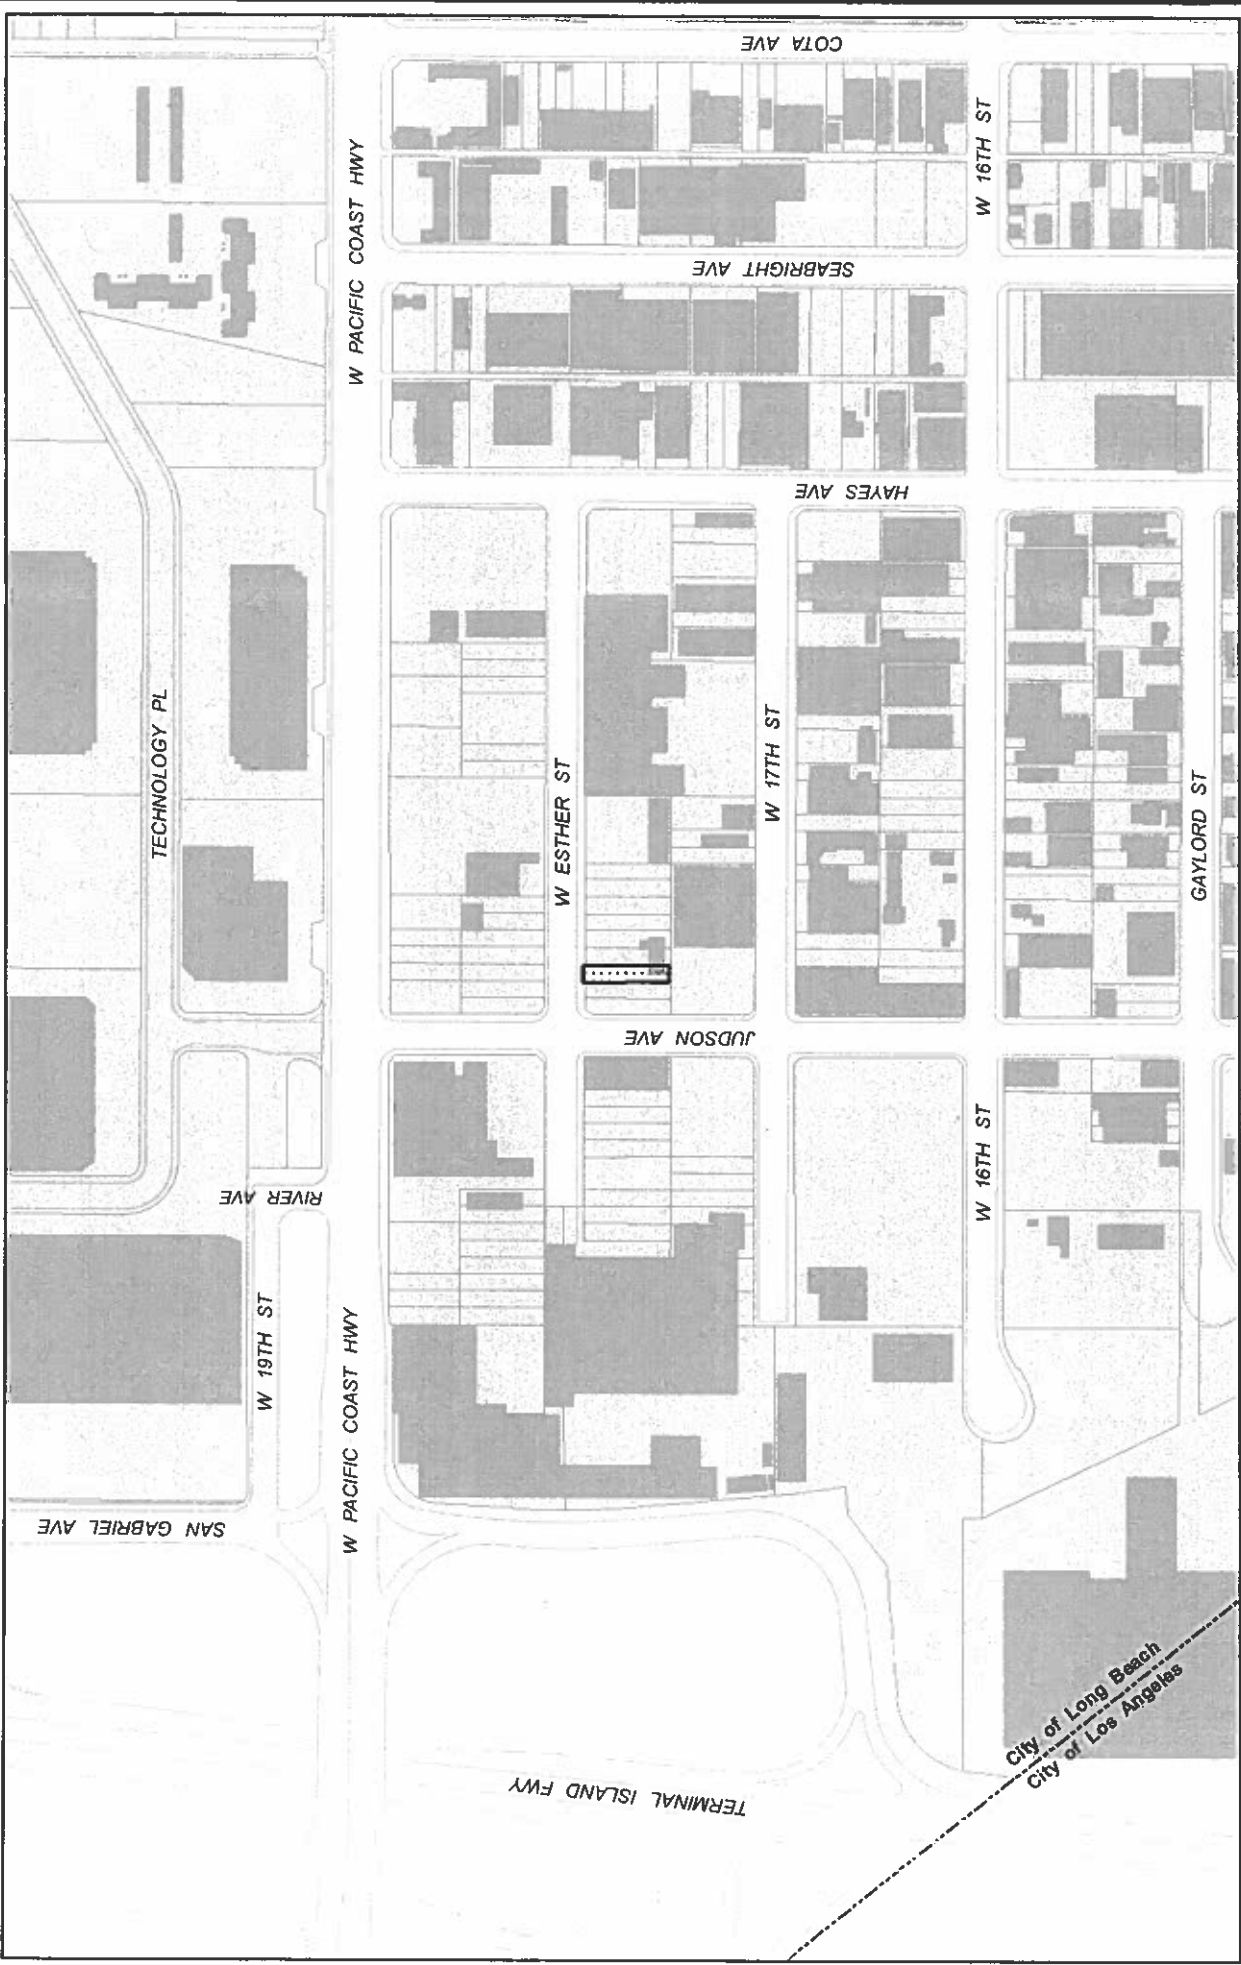 COTA AVE
W PACIFIC COAST HWY
W 16TH ST
SEABRIGHT AVE
HAYES AVE
TECHNOLOGY PL
W ESTHER ST
W 17TH ST
GAYLORD ST
JUDSON AVE
RIVER AVE
W 16TH ST
W 19TH ST
W PACIFIC COAST HWY
SAN GABRIEL AVE
City of Long Beach
City of Los Angeles
TERMINAL ISLAND FWY